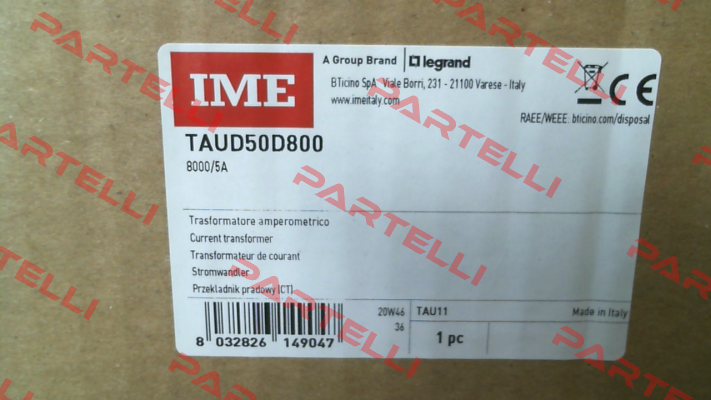 IME
A Group Brand legrand
BTicino SpA, Viale Borri, 231 - 21100 Varese - Italy
www.imeitaly.com
CE
RAEE/WEEE: bticino.com/disposal
TAUD50D800
8000/5A
Trasformatore amperometrico
Current transformer
Transformateur de courant
Stromwandler
Przekladnik pradowy (CT)
20W46
36
TAU11
Made in Italy
1 pc
8 032826 149047
PARTELLI
PARTELLI
PARTELLI
PARTELLI
PARTELLI
PARTELLI
PARTELLI
PARTELLI